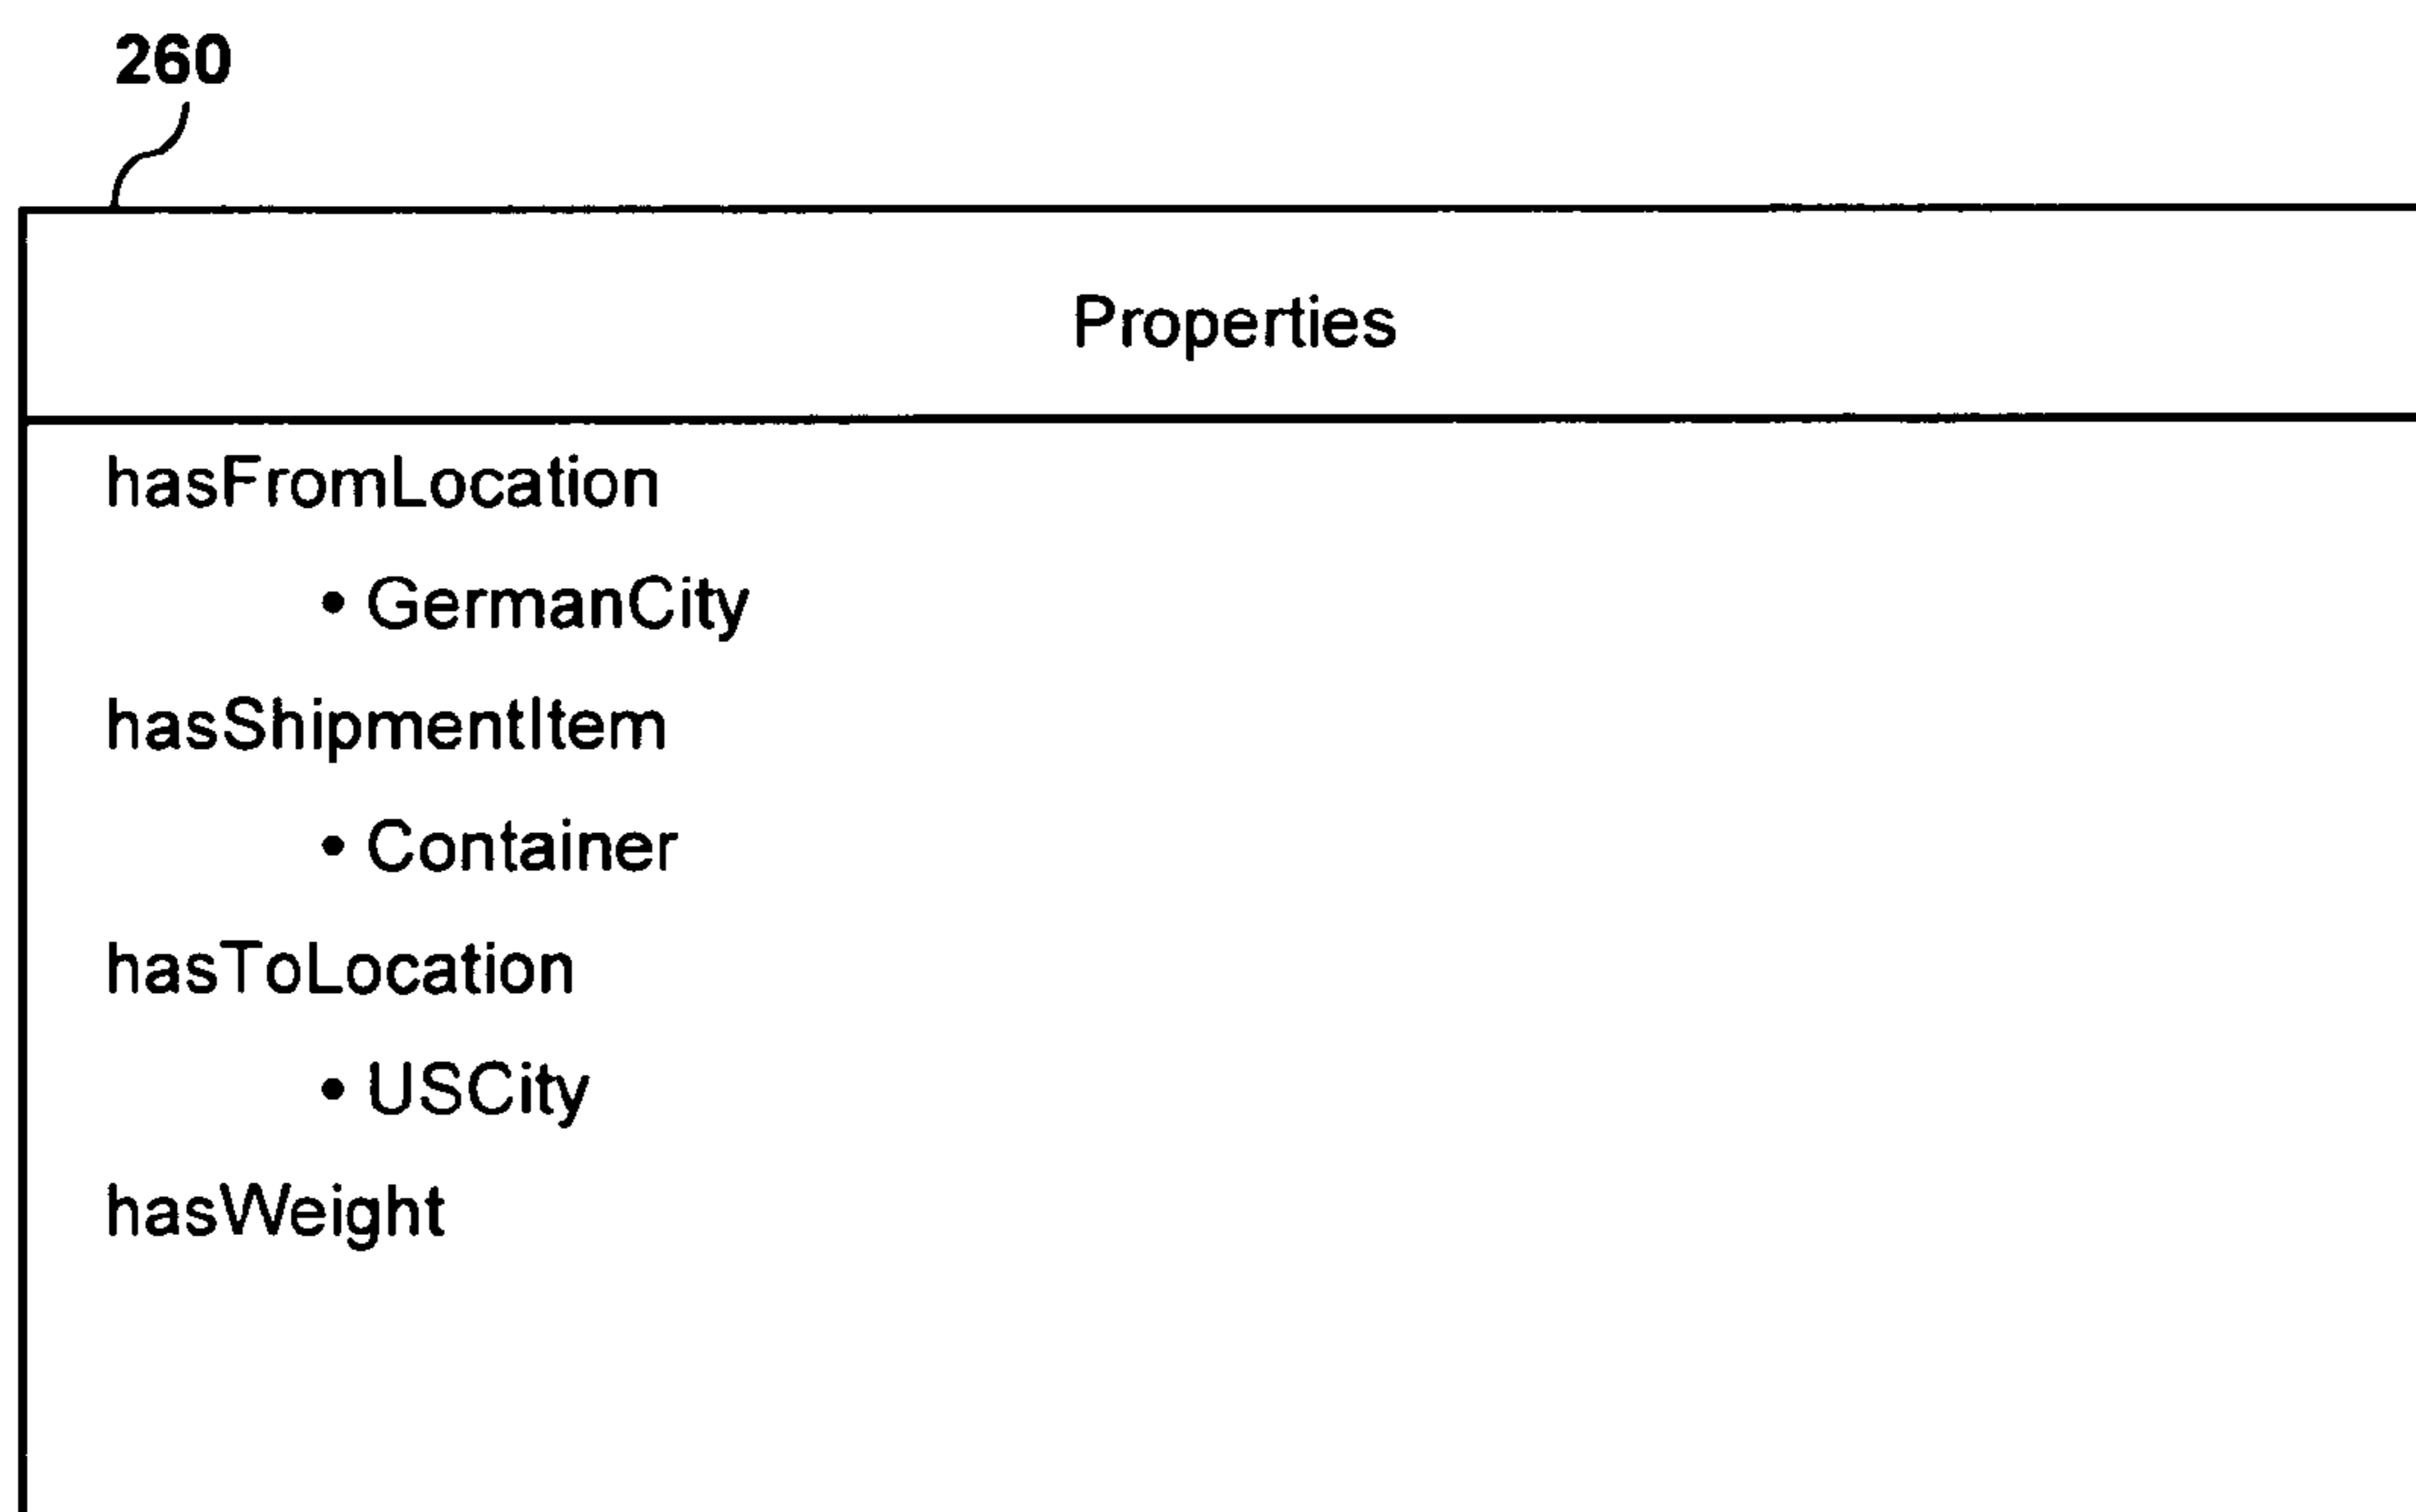 260
Properties
hasFromLocation
• GermanCity
hasShipmentItem
• Container
hasToLocation
• USCity
hasWeight